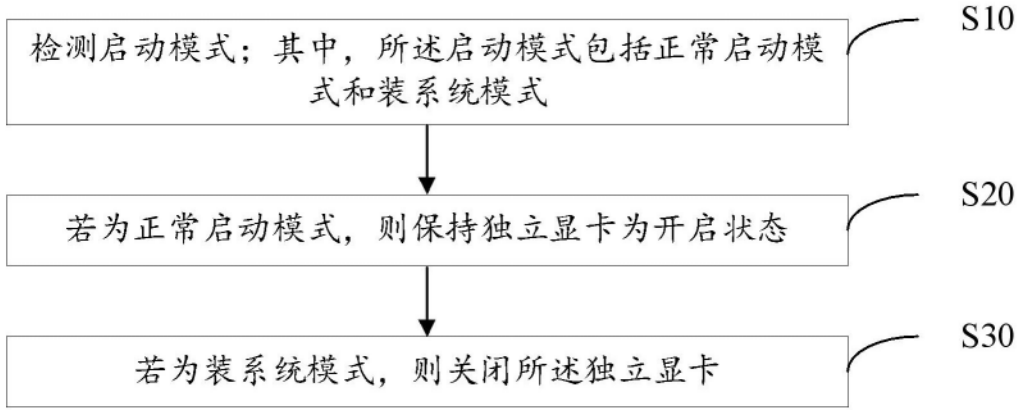 S10
检测启动模式；其中，所述启动模式包括正常启动模
式和装系统模式
S20
若为正常启动模式，则保持独立显卡为开启状态
S30
若为装系统模式，则关闭所述独立显卡